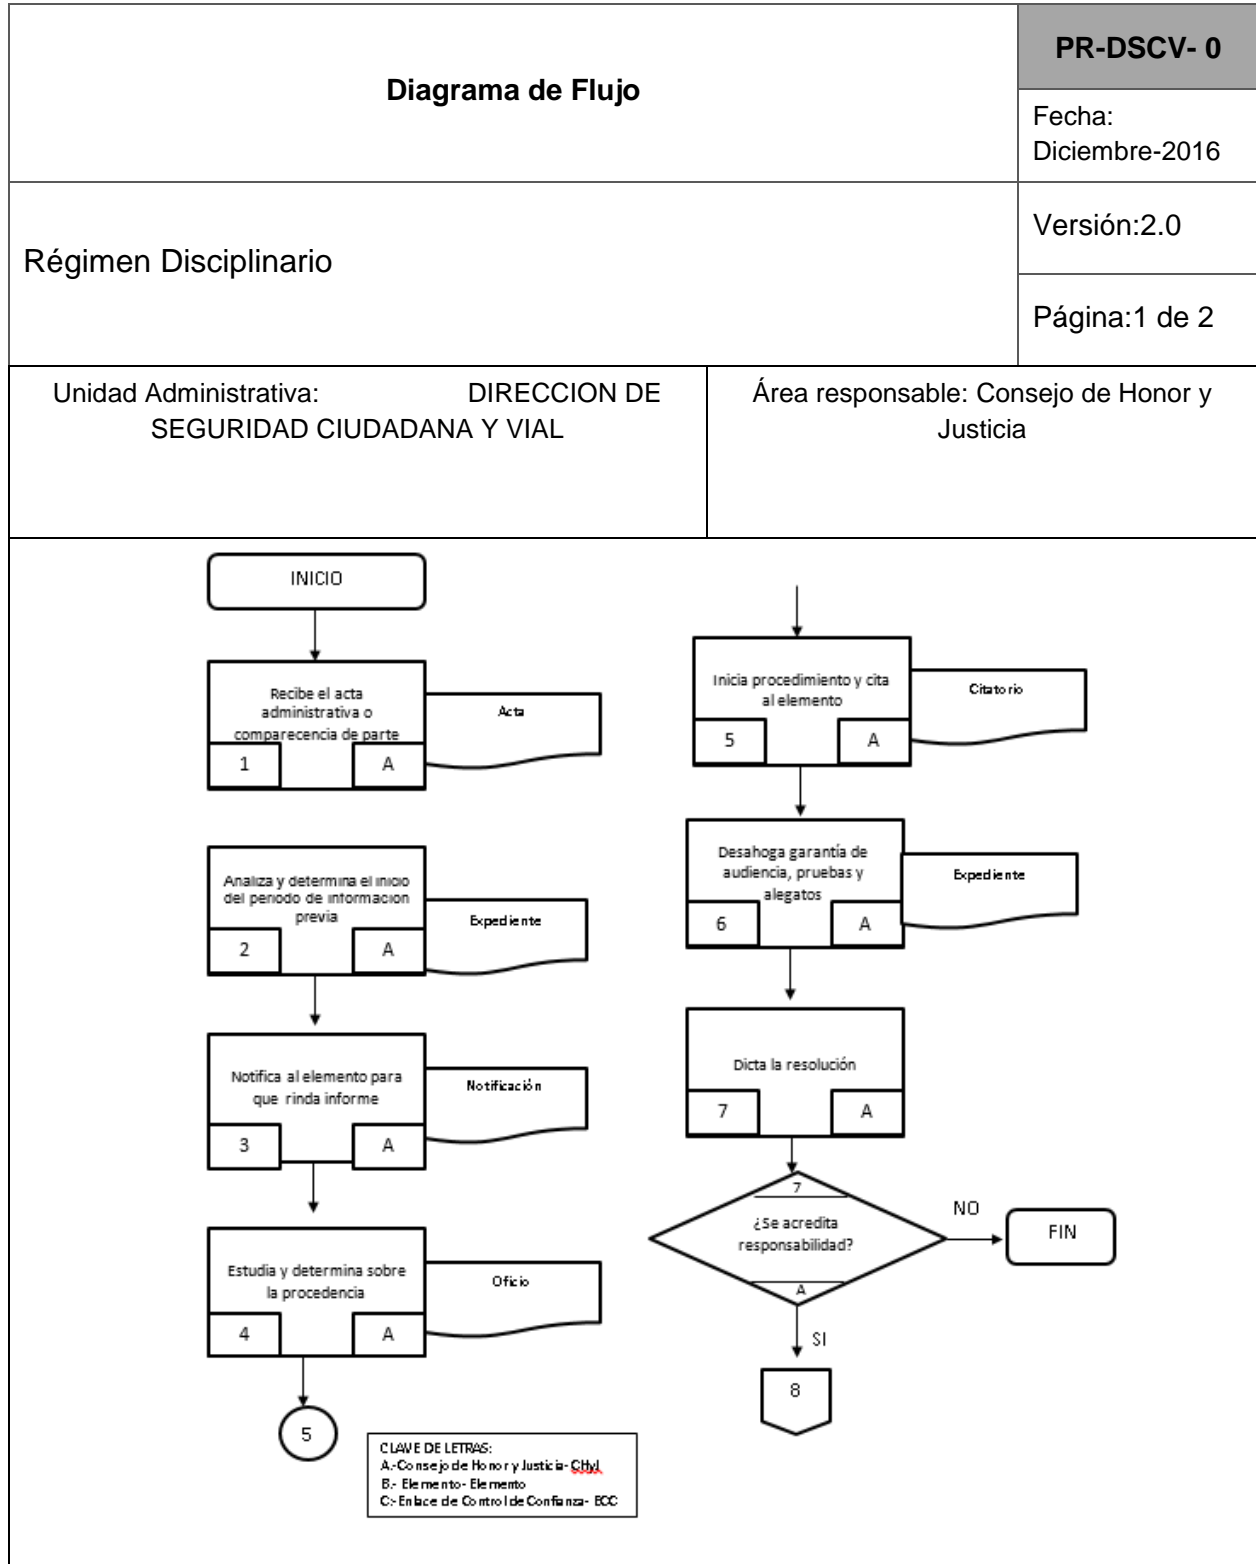 Diagrama de Flujo
PR-DSCV- 0
Fecha:
Diciembre-2016
Régimen Disciplinario
Versión:2.0
Página:1 de 2
Unidad Administrativa: DIRECCION DE
SEGURIDAD CIUDADANA Y VIAL
Área responsable: Consejo de Honor y
Justicia
INICIO
Recibe el acta
administrativa o
comparecencia de parte
1
A
Acta
Analiza y determina el inicio
del periodo de información
previa
2
A
Expediente
Notifica al elemento para
que rinda informe
3
A
Notificación
Estudia y determina sobre
la procedencia
4
A
Oficio
5
CLAVE DE LETRAS:
A.-Consejo de Honor y Justicia- CHyJ
B.- Elemento- Elemento
C:-Enlace de Control de Confianza- ECC
Inicia procedimiento y cita
al elemento
5
A
Citatorio
Desahoga garantía de
audiencia, pruebas y
alegatos
6
A
Expediente
Dicta la resolución
7
A
7
¿Se acredita
responsabilidad?
A
NO
FIN
SI
8